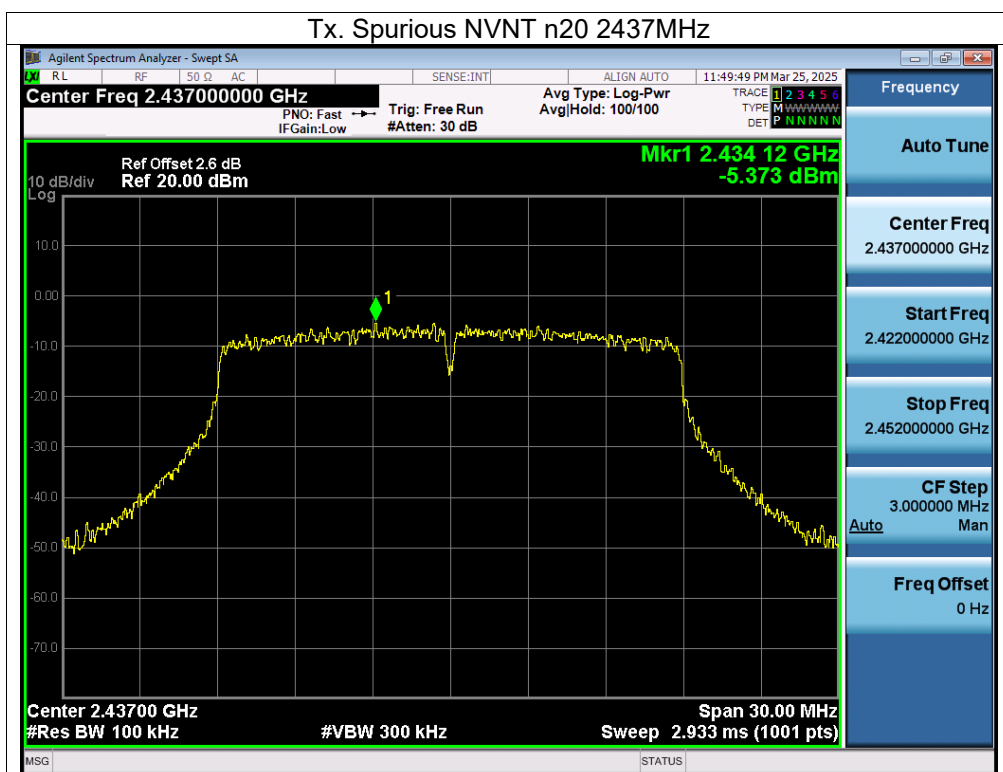 Tx. Spurious NVNT n20 2437MHz
Agilent Spectrum Analyzer - Swept SA
LXI RL RF 50 Ω AC SENSE:INT ALIGN AUTO 11:49:49 PM Mar 25, 2025
Center Freq 2.437000000 GHz
PNO: Fast
IFGain:Low
Trig: Free Run
#Atten: 30 dB
Avg Type: Log-Pwr
Avg|Hold: 100/100
TRACE 1 2 3 4 5 6
TYPE M WWWWW
DET P N N N N N
Mkr1 2.434 12 GHz
-5.373 dBm
Ref Offset 2.6 dB
10 dB/div Ref 20.00 dBm
Log
10.0
0.00
1
-10.0
-20.0
-30.0
-40.0
-50.0
-60.0
-70.0
Center 2.43700 GHz Span 30.00 MHz
#Res BW 100 kHz #VBW 300 kHz Sweep 2.933 ms (1001 pts)
MSG STATUS
Frequency
Auto Tune
Center Freq
2.437000000 GHz
Start Freq
2.422000000 GHz
Stop Freq
2.452000000 GHz
CF Step
3.000000 MHz
Auto Man
Freq Offset
0 Hz